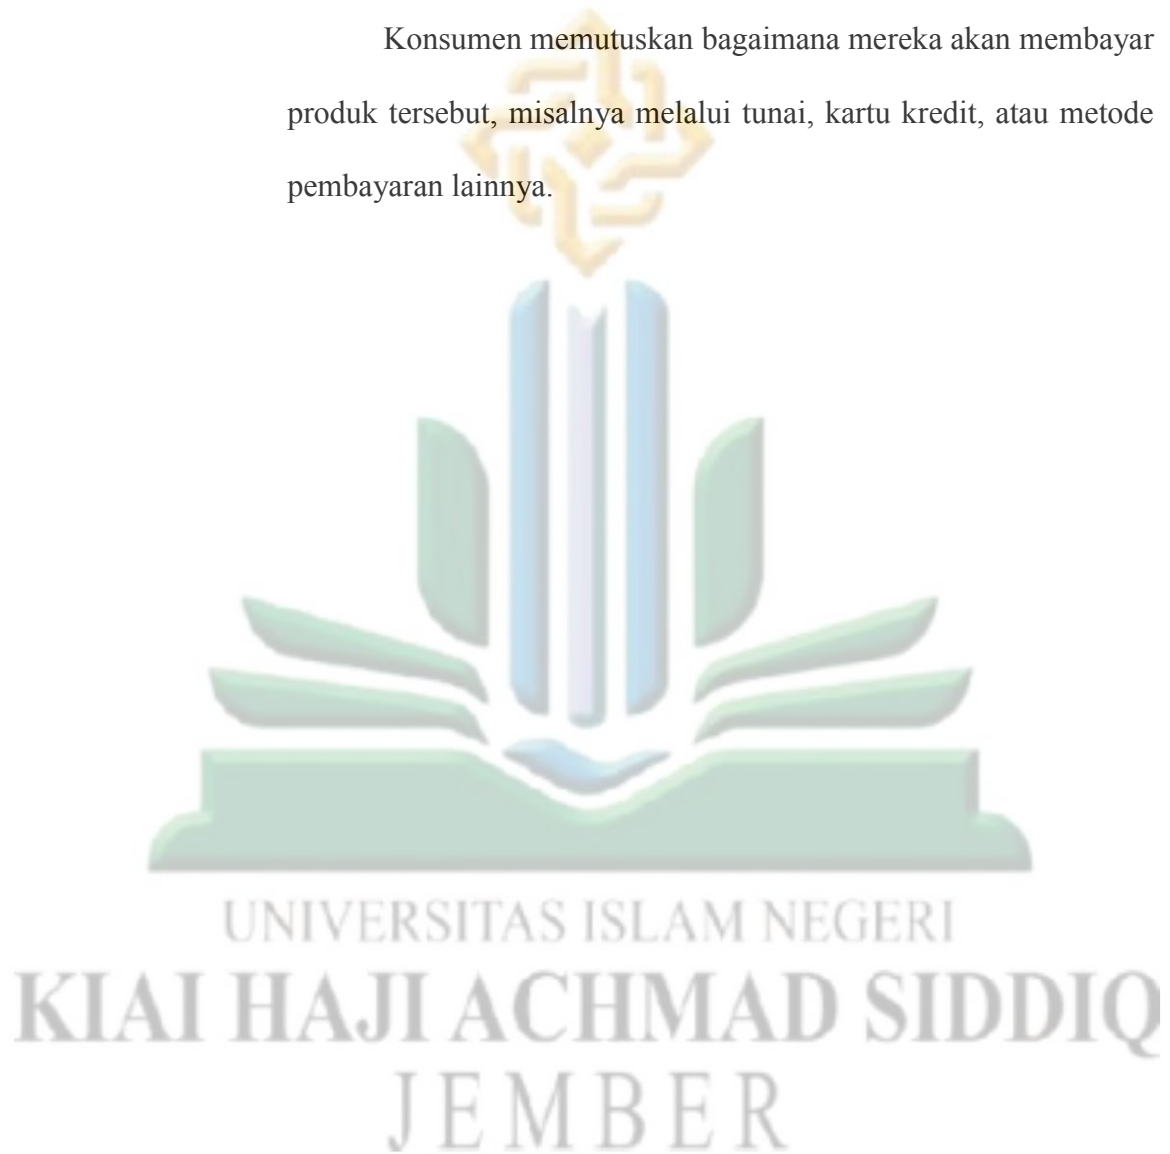 Konsumen memutuskan bagaimana mereka akan membayar
produk tersebut, misalnya melalui tunai, kartu kredit, atau metode
pembayaran lainnya.
UNIVERSITAS ISLAM NEGERI
KIAI HAJI ACHMAD SIDDIQ
JEMBER